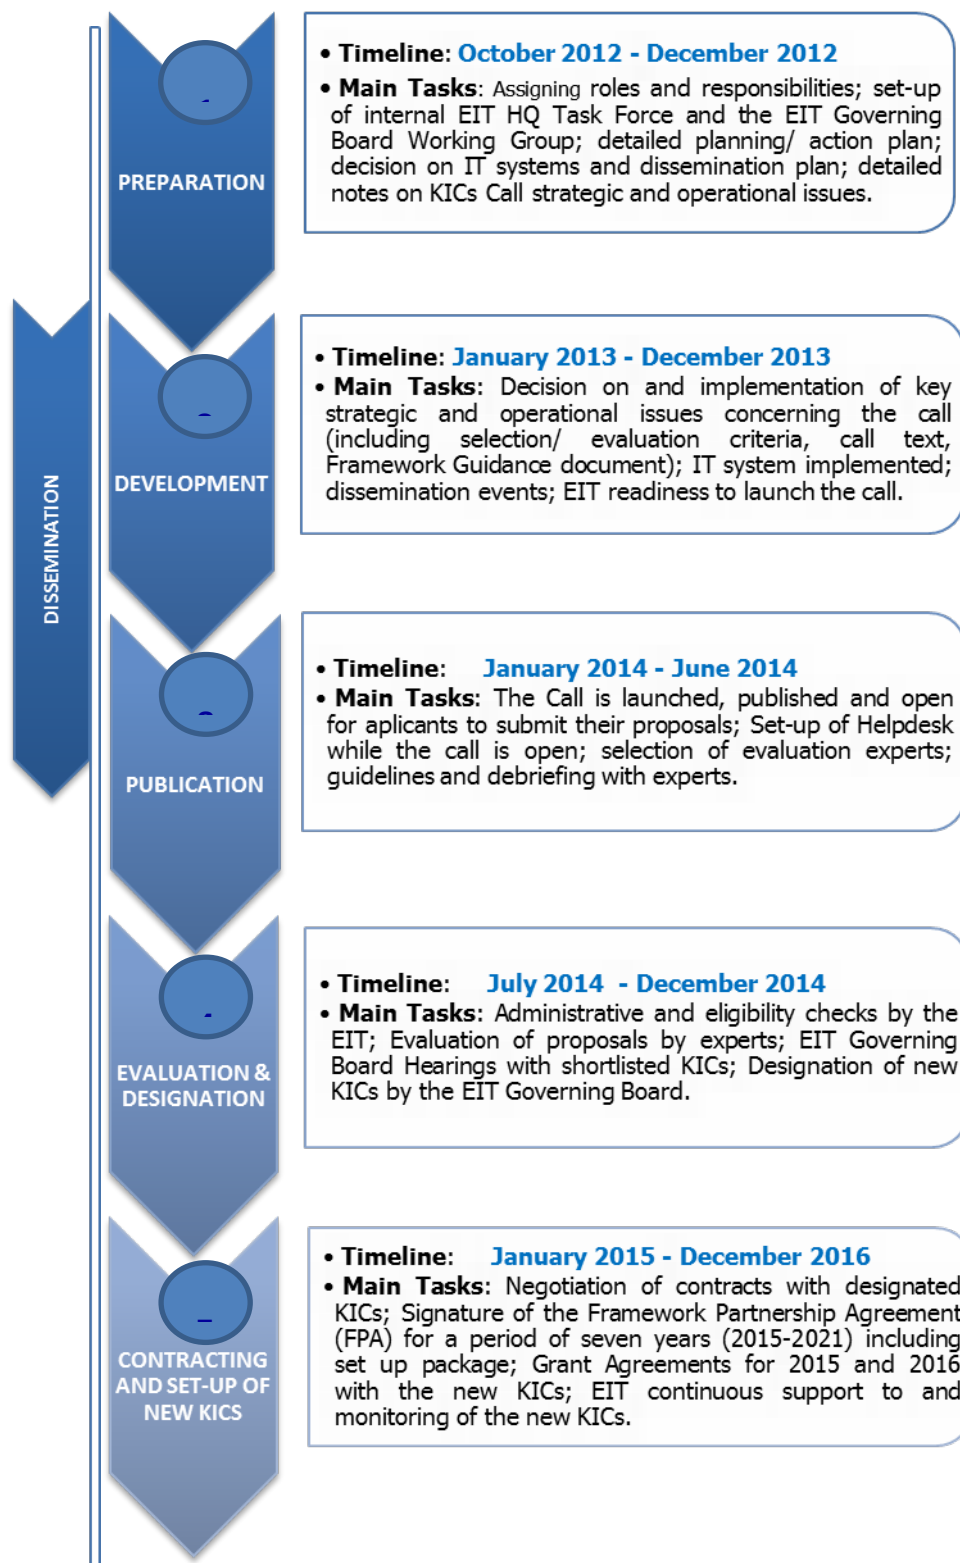 • Timeline: October 2012 - December 2012
• Main Tasks: Assigning roles and responsibilities; set-up
of internal EIT HQ Task Force and the EIT Governing
Board Working Group; detailed planning/ action plan;
decision on IT systems and dissemination plan; detailed
notes on KICs Call strategic and operational issues.
PREPARATION
• Timeline: January 2013 - December 2013
• Main Tasks: Decision on and implementation of key
strategic and operational issues concerning the call
(including selection/ evaluation criteria, call text,
Framework Guidance document); IT system implemented;
dissemination events; EIT readiness to launch the call.
DEVELOPMENT
DISSEMINATION
• Timeline: January 2014 - June 2014
• Main Tasks: The Call is launched, published and open
for aplicants to submit their proposals; Set-up of Helpdesk
while the call is open; selection of evaluation experts;
guidelines and debriefing with experts.
PUBLICATION
• Timeline: July 2014 - December 2014
• Main Tasks: Administrative and eligibility checks by the
EIT; Evaluation of proposals by experts; EIT Governing
Board Hearings with shortlisted KICs; Designation of new
KICs by the EIT Governing Board.
EVALUATION &
DESIGNATION
• Timeline: January 2015 - December 2016
• Main Tasks: Negotiation of contracts with designated
KICs; Signature of the Framework Partnership Agreement
(FPA) for a period of seven years (2015-2021) including
set up package; Grant Agreements for 2015 and 2016
with the new KICs; EIT continuous support to and
monitoring of the new KICs.
CONTRACTING
AND SET-UP OF
NEW KICS